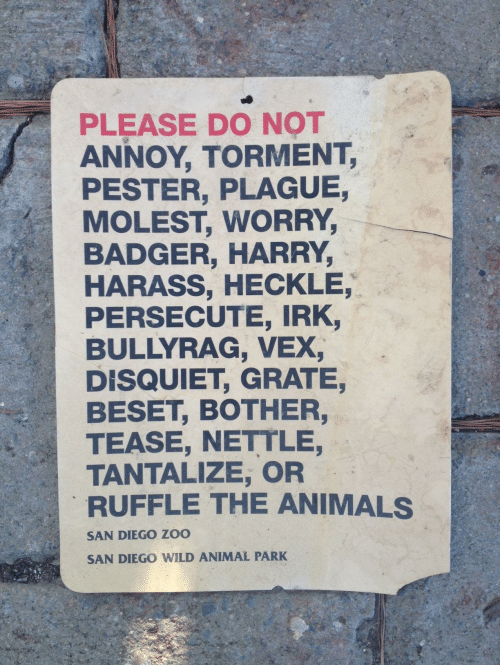 PLEASE DO NOT
ANNOY, TORMENT,
PESTER, PLAGUE,
MOLEST, WORRY,
BADGER, HARRY,
HARASS, HECKLE,
PERSECUTE, IRK,
BULLYRAG, VEX,
DISQUIET, GRATE,
BESET, BOTHER,
TEASE, NETTLE,
TANTALIZE, OR
RUFFLE THE ANIMALS
SAN DIEGO ZOO
SAN DIEGO WILD ANIMAL PARK